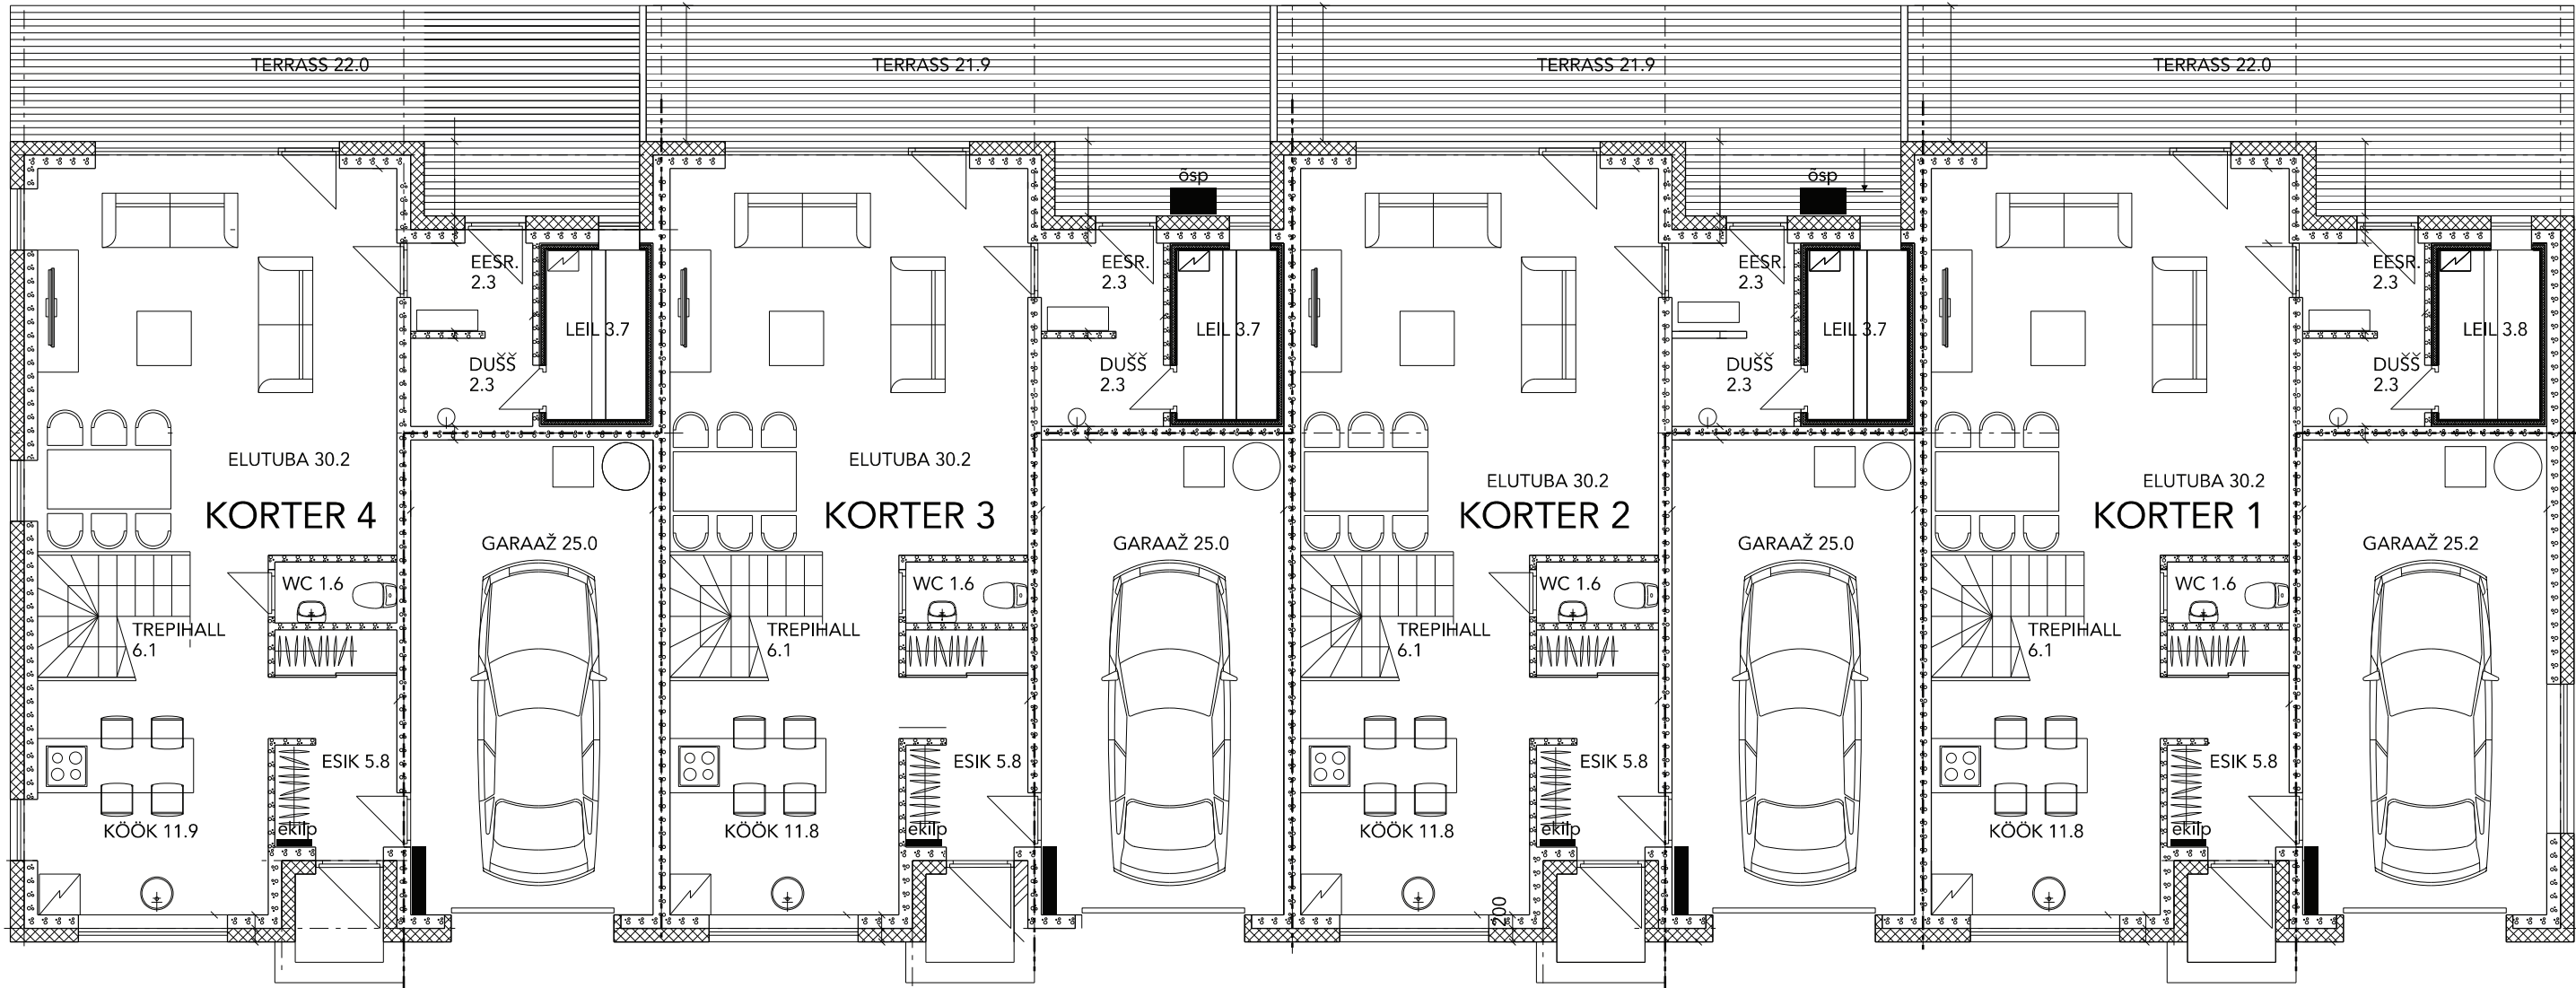 TERRASS 22.0
TERRASS 21.9
TERRASS 21.9
TERRASS 22.0
õsp
õsp
EESR.
2.3
EESR.
2.3
EESR.
2.3
EESR.
2.3
LEIL 3.7
LEIL 3.7
LEIL 3.7
LEIL 3.8
DUŠŠ
2.3
DUŠŠ
2.3
DUŠŠ
2.3
DUŠŠ
2.3
ELUTUBA 30.2
ELUTUBA 30.2
ELUTUBA 30.2
ELUTUBA 30.2
KORTER 4
KORTER 3
KORTER 2
KORTER 1
GARAAŽ 25.0
GARAAŽ 25.0
GARAAŽ 25.0
GARAAŽ 25.2
WC 1.6
WC 1.6
WC 1.6
WC 1.6
TREPIHALL
6.1
TREPIHALL
6.1
TREPIHALL
6.1
TREPIHALL
6.1
ESIK 5.8
ESIK 5.8
ESIK 5.8
ESIK 5.8
KÖÖK 11.9
ekilp
KÖÖK 11.8
ekilp
KÖÖK 11.8
ekilp
KÖÖK 11.8
ekilp
200